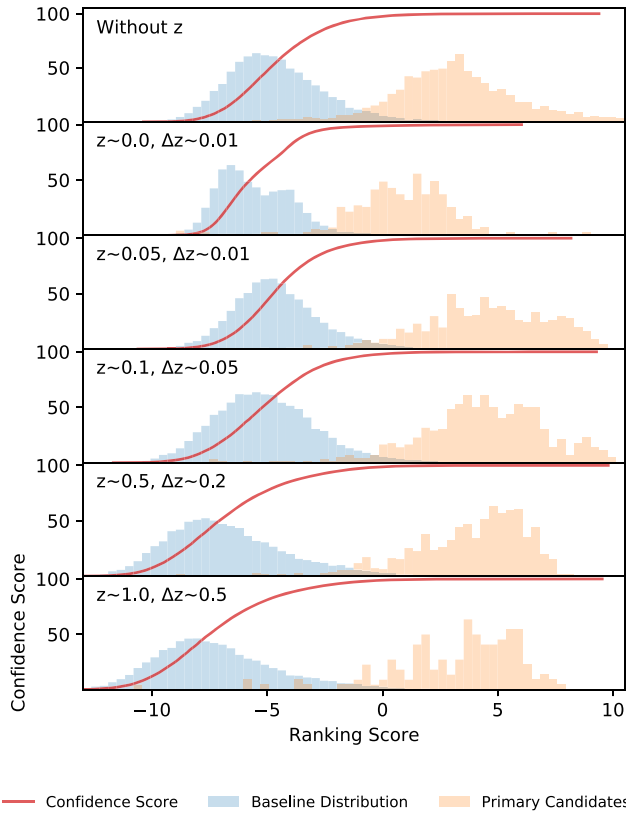 100
Without z
50
100
z~0.0, Δz~0.01
50
100
z~0.05, Δz~0.01
50
100
z~0.1, Δz~0.05
50
100
z~0.5, Δz~0.2
50
100
z~1.0, Δz~0.5
50
Confidence Score
−10 −5 0 5 10
Ranking Score
Confidence Score Baseline Distribution Primary Candidates